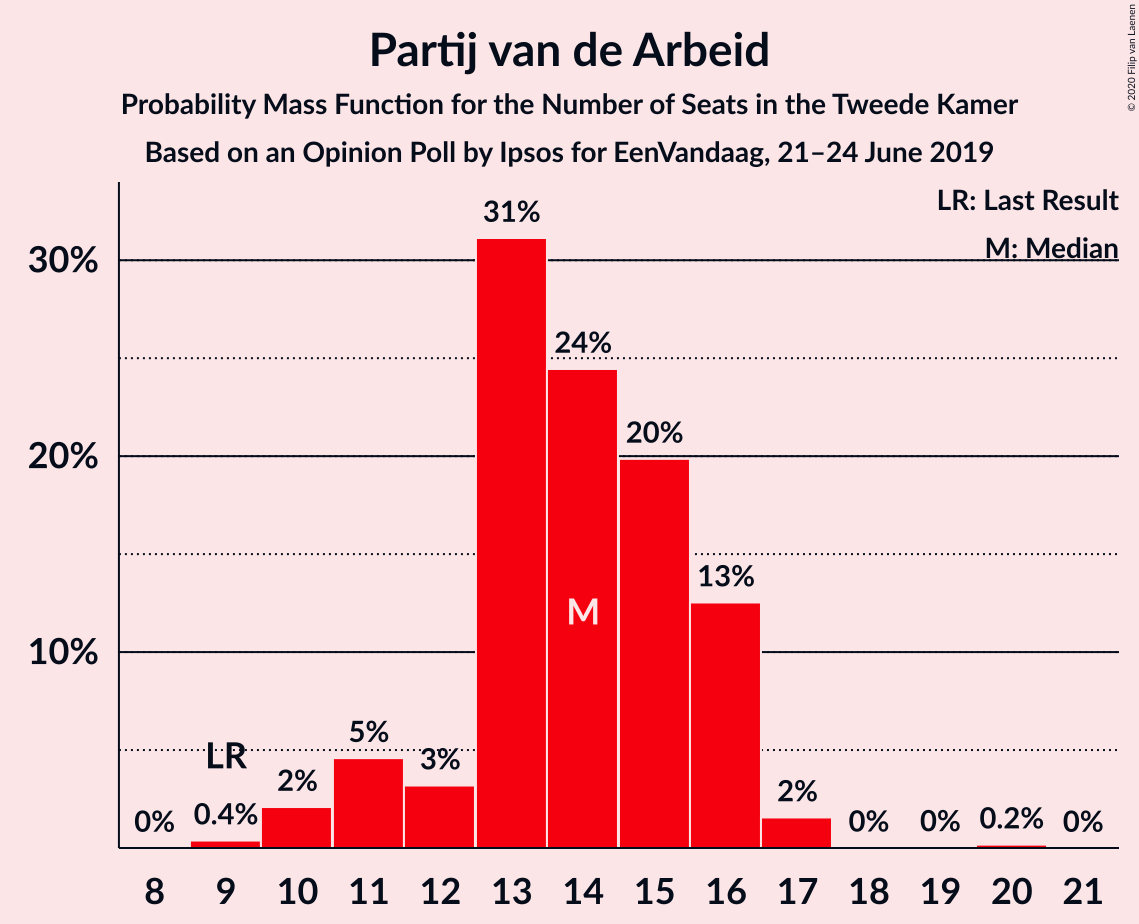 Partij van de Arbeid
Probability Mass Function for the Number of Seats in the Tweede Kamer
Based on an Opinion Poll by Ipsos for EenVandaag, 21–24 June 2019
© 2020 Filip van Laenen
LR: Last Result
M: Median
30%
20%
10%
0%
LR
0.4%
2%
5%
3%
31%
24%
M
20%
13%
2%
0%
0%
0.2%
0%
8 9 10 11 12 13 14 15 16 17 18 19 20 21